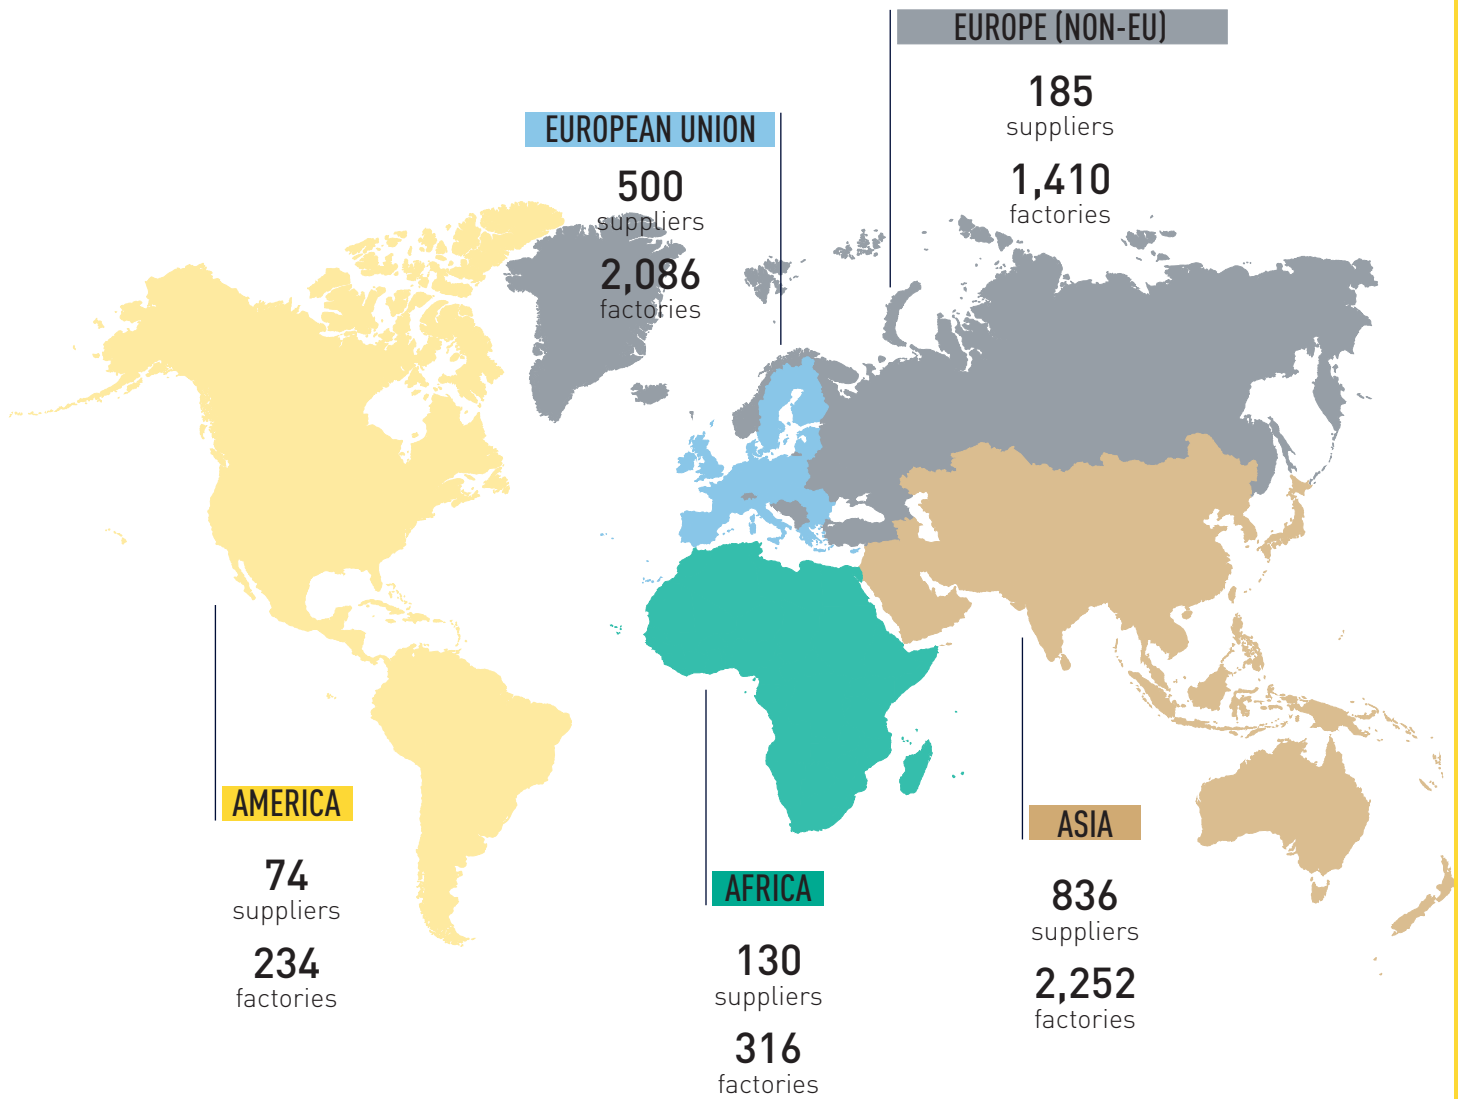 EUROPE (NON-EU)
185
suppliers
1,410
factories
EUROPEAN UNION
500
suppliers
2,086
factories
AMERICA
74
suppliers
234
factories
AFRICA
130
suppliers
316
factories
ASIA
836
suppliers
2,252
factories